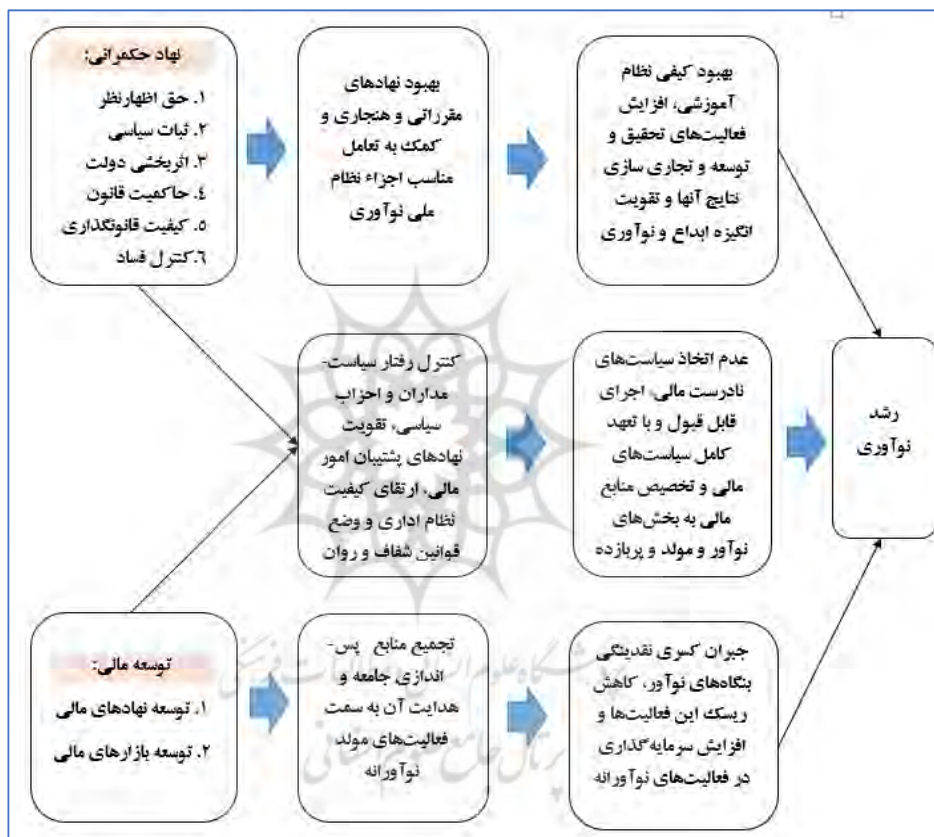 نهاد حکمرانی:
۱. حق اظهارنظر
۲. ثبات سیاسی
۳. اثربخشی دولت
٤. حاکمیت قانون
۵. کیفیت قانونگذاری
٦. کنترل فساد
بهبود نهادهای
مقرراتی و هنجاری و
کمک به تعامل
مناسب اجزاء نظام
ملی نوآوری
بهبود کیفی نظام
آموزشی، افزایش
فعالیت‌های تحقیق و
توسعه و تجاری سازی
نتایج آنها و تقویت
انگیزه ابداع و نوآوری
کنترل رفتار سیاست-
مداران و احزاب
سیاسی، تقویت
نهادهای پشتیبان امور
مالی، ارتقای کیفیت
نظام اداری و وضع
قوانین شفاف و روان
عدم اتخاذ سیاست‌های
نادرست مالی، اجرای
قابل قبول و با تعهد
کامل سیاست‌های
مالی و تخصیص منابع
مالی به بخش‌های
نوآور و مولد و پربازده
رشد
نوآوری
توسعه مالی:
۱. توسعه نهادهای مالی
۲. توسعه بازارهای مالی
تجمیع منابع پس-
اندازی جامعه و
هدایت آن به سمت
فعالیت‌های مولد
نوآورانه
جبران کسری نقدینگی
بنگاه‌های نوآور، کاهش
ریسک این فعالیت‌ها و
افزایش سرمایه‌گذاری
در فعالیت‌های نوآورانه
پرتال جامع علوم انسانی